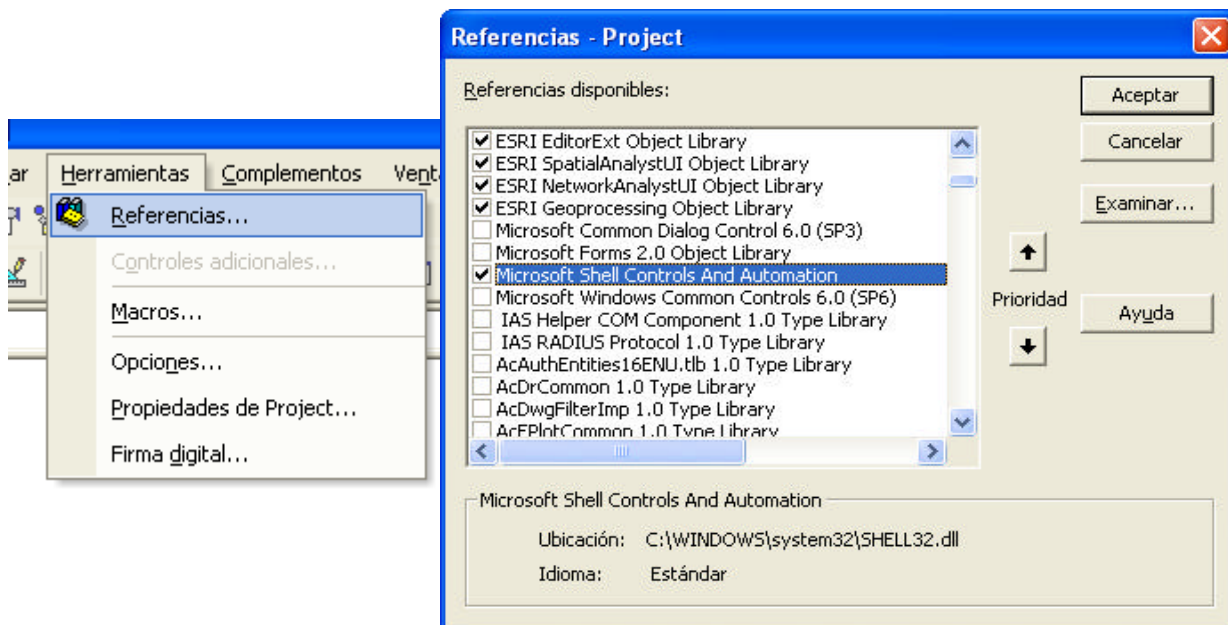 ar Herramientas Complementos Vent
Referencias...
Controles adicionales...
Macros...
Opciones...
Propiedades de Project...
Firma digital...
Referencias - Project
Referencias disponibles:
ESRI EditorExt Object Library
ESRI SpatialAnalystUI Object Library
ESRI NetworkAnalystUI Object Library
ESRI Geoprocessing Object Library
Microsoft Common Dialog Control 6.0 (SP3)
Microsoft Forms 2.0 Object Library
Microsoft Shell Controls And Automation
Microsoft Windows Common Controls 6.0 (SP6)
IAS Helper COM Component 1.0 Type Library
IAS RADIUS Protocol 1.0 Type Library
AcAuthEntities16ENU.tlb 1.0 Type Library
AcDrCommon 1.0 Type Library
AcDwgFilterImp 1.0 Type Library
AcEPlotCommon 1.0 Type Library
Aceptar
Cancelar
Examinar...
Prioridad
Ayuda
Microsoft Shell Controls And Automation
Ubicación: C:\WINDOWS\system32\SHELL32.dll
Idioma: Estándar